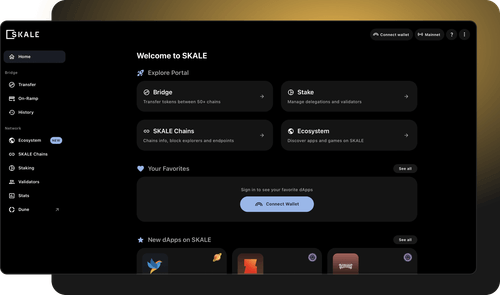 SKALE
Connect wallet
Mainnet
?
Home
Bridge
Transfer
On-Ramp
History
Network
Ecosystem NEW
SKALE Chains
Staking
Validators
Stats
Dune
Welcome to SKALE
Explore Portal
Bridge
Transfer tokens between 50+ chains
Stake
Manage delegations and validators
SKALE Chains
Chains info, block explorers and endpoints
Ecosystem
Discover apps and games on SKALE
Your Favorites
See all
Sign in to see your favorite dApps
Connect Wallet
New dApps on SKALE
See all